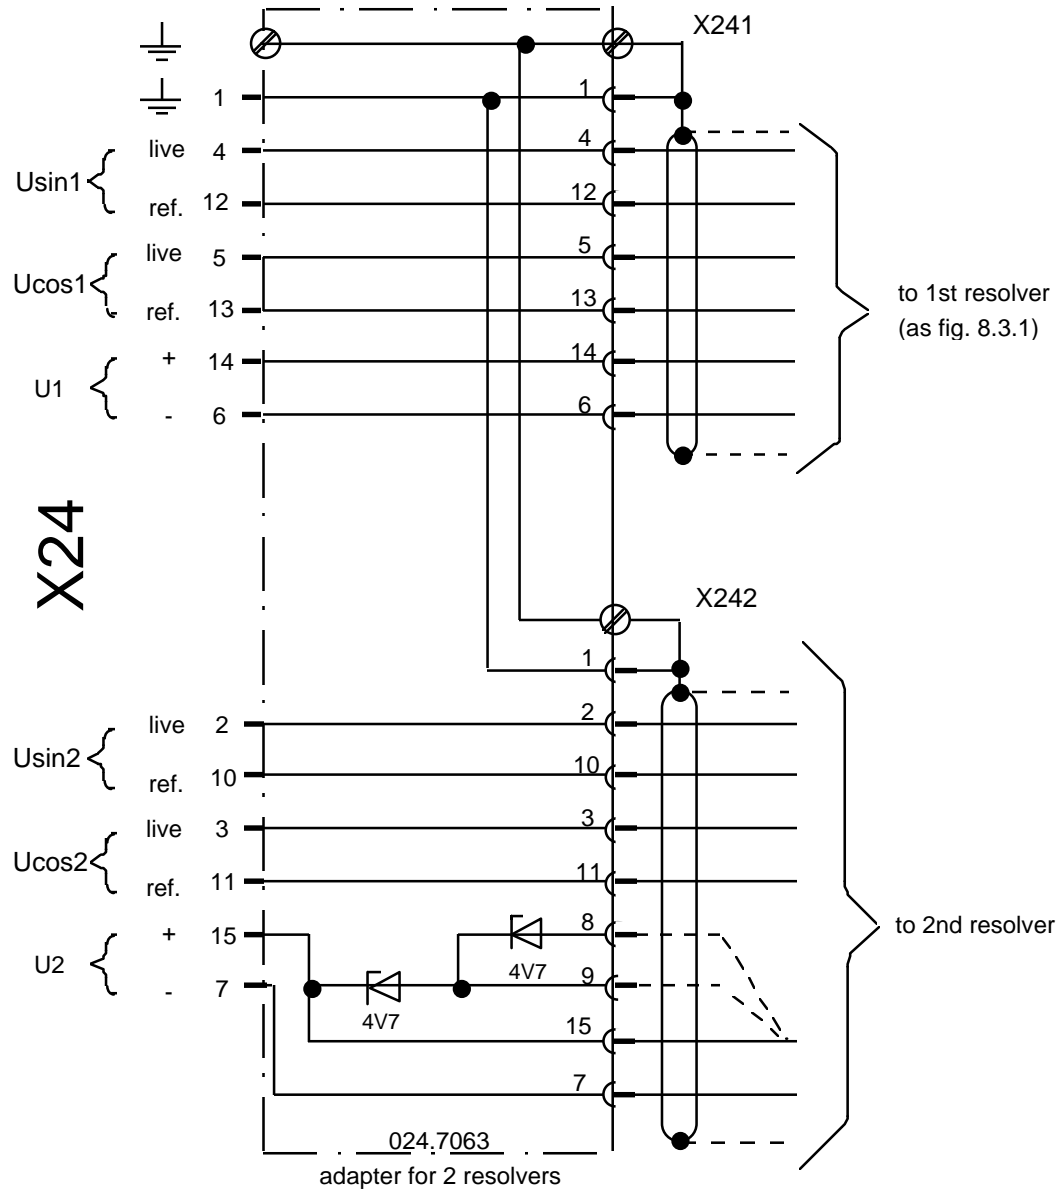 X241
1 1
live 4 4
Usin1
ref. 12 12
live 5 5
Ucos1
ref. 13 13
to 1st resolver
(as fig. 8.3.1)
+ 14 14
U1
- 6 6
X24
X242
1
live 2 2
Usin2
ref. 10 10
live 3 3
Ucos2
ref. 11 11
+ 15 8
to 2nd resolver
U2
4V7
- 7 9
4V7
15
7
024.7063
adapter for 2 resolvers